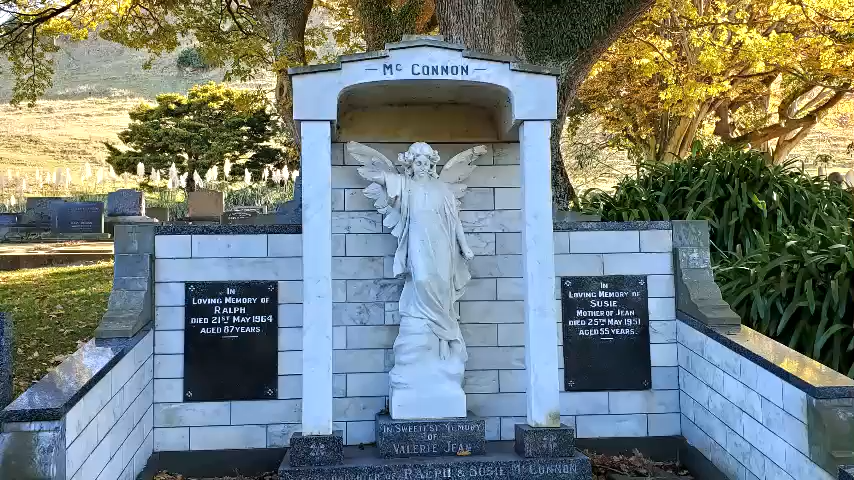 Mc CONNON
IN
LOVING MEMORY OF
RALPH
DIED 21ST MAY 1964
AGED 87 YEARS.
IN
LOVING MEMORY OF
SUSIE
MOTHER OF JEAN
DIED 25TH MAY 1951
AGED 55 YEARS.
IN SWEETEST MEMORY
OF
VALERIE JEAN
OF RALPH & SUSIE McCONNON